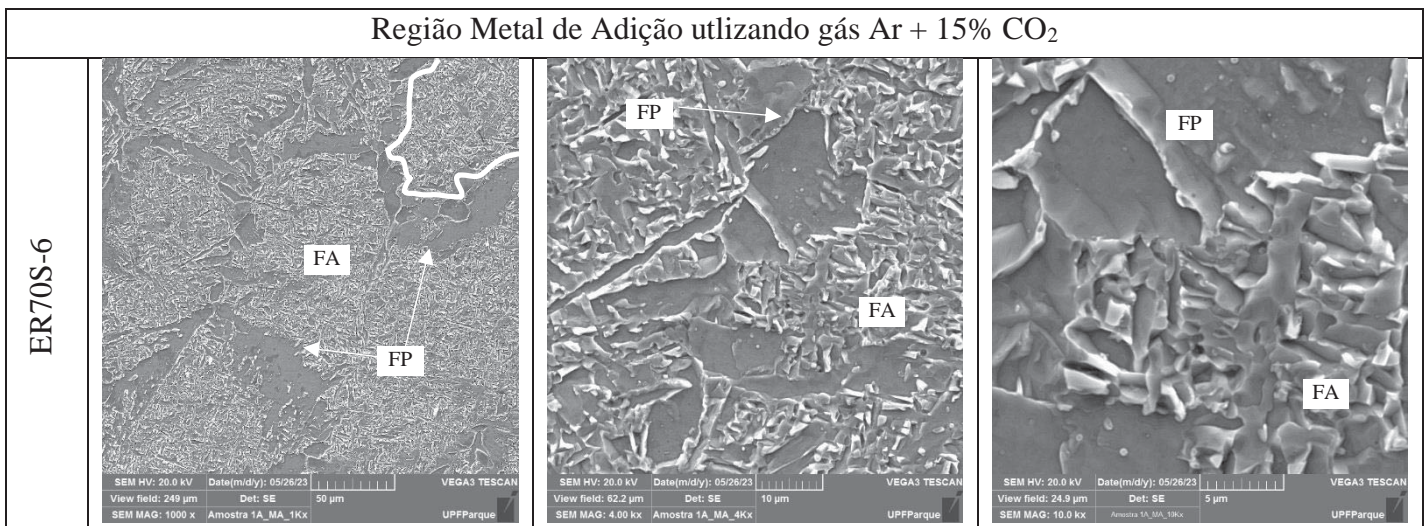 Região Metal de Adição utlizando gás Ar + 15% CO₂
ER70S-6
FA
FP
SEM HV: 20.0 kV Date(m/d/y): 05/26/23 VEGA3 TESCAN
View field: 249 µm Det: SE 50 µm
SEM MAG: 1000 x Amostra 1A_MA_1Kx UPFParque
FP
FA
SEM HV: 20.0 kV Date(m/d/y): 05/26/23 VEGA3 TESCAN
View field: 62.2 µm Det: SE 10 µm
SEM MAG: 4.00 kx Amostra 1A_MA_4Kx UPFParque
FP
FA
SEM HV: 20.0 kV Date(m/d/y): 05/26/23 VEGA3 TESCAN
View field: 24.9 µm Det: SE 5 µm
SEM MAG: 10.0 kx Amostra 1A_MA_10Kx UPFParque